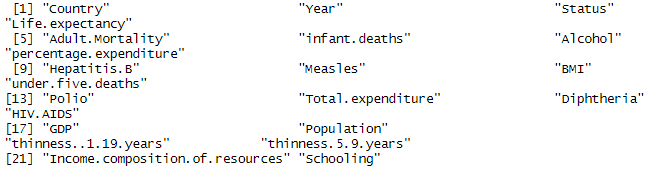 [1] "Country" "Year" "Status"
"Life.expectancy"
[5] "Adult.Mortality" "infant.deaths" "Alcohol"
"percentage.expenditure"
[9] "Hepatitis.B" "Measles" "BMI"
"under.five.deaths"
[13] "Polio" "Total.expenditure" "Diphtheria"
"HIV.AIDS"
[17] "GDP" "Population"
"thinness..1.19.years" "thinness.5.9.years"
[21] "Income.composition.of.resources" "Schooling"